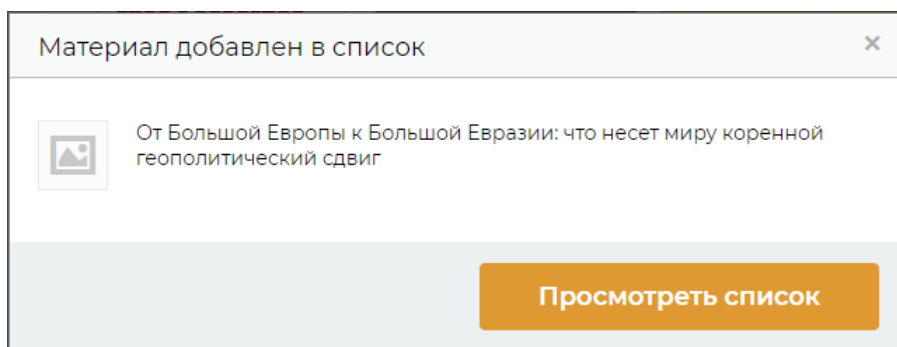 Материал добавлен в список
От Большой Европы к Большой Евразии: что несет миру коренной
геополитический сдвиг
Просмотреть список